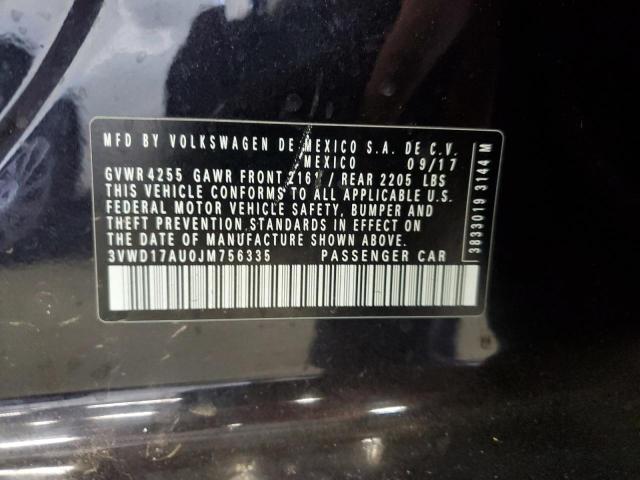 MFD BY VOLKSWAGEN DE MEXICO S.A. DE C.V.
MEXICO 09/17
GVWR 4255 GAWR FRONT 2161 / REAR 2205 LBS
THIS VEHICLE CONFORMS TO ALL APPLICABLE U.S.
FEDERAL MOTOR VEHICLE SAFETY, BUMPER AND
THEFT PREVENTION STANDARDS IN EFFECT ON
THE DATE OF MANUFACTURE SHOWN ABOVE.
3VWD17AU0JM756335 PASSENGER CAR
3833019 3144 M